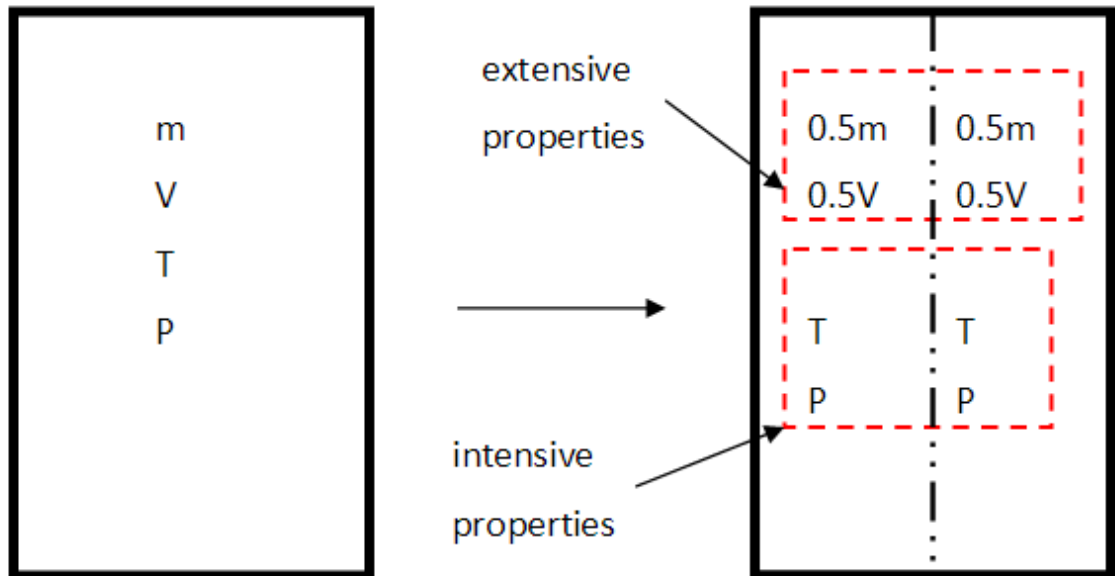 m
V
T
P
extensive
properties
intensive
properties
0.5m 0.5m
0.5V 0.5V
T T
P P